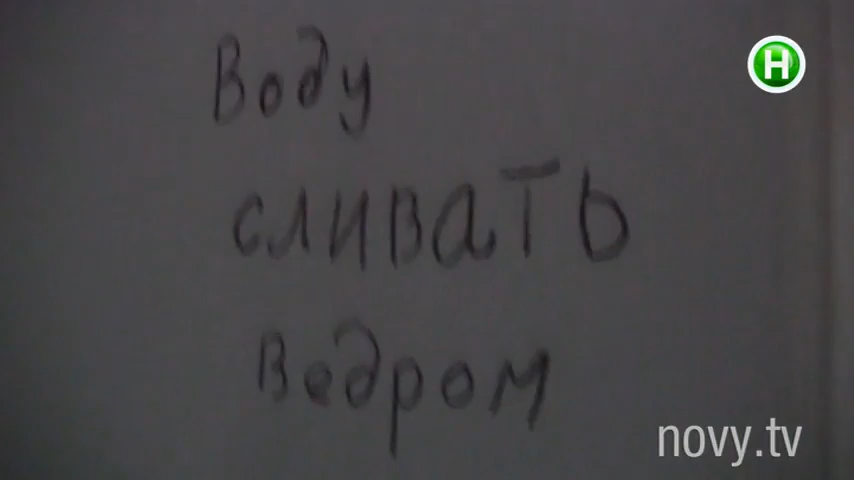 Н
Воду
сливать
ведром
novy.tv